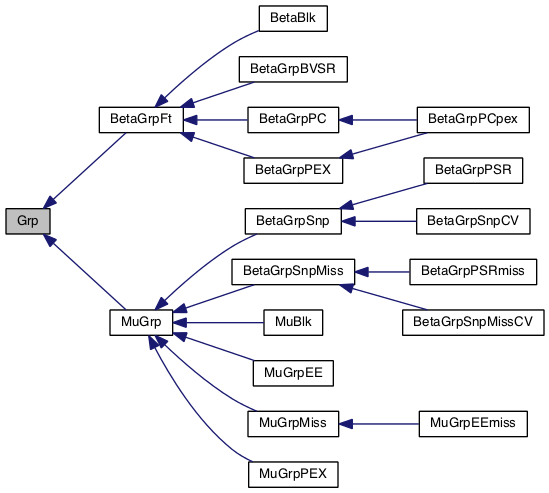 BetaBlk
BetaGrpBVSR
BetaGrpFt
BetaGrpPC
BetaGrpPCpex
BetaGrpPEX
BetaGrpPSR
Grp
BetaGrpSnp
BetaGrpSnpCV
BetaGrpSnpMiss
BetaGrpPSRmiss
MuGrp
MuBlk
BetaGrpSnpMissCV
MuGrpEE
MuGrpMiss
MuGrpEEmiss
MuGrpPEX